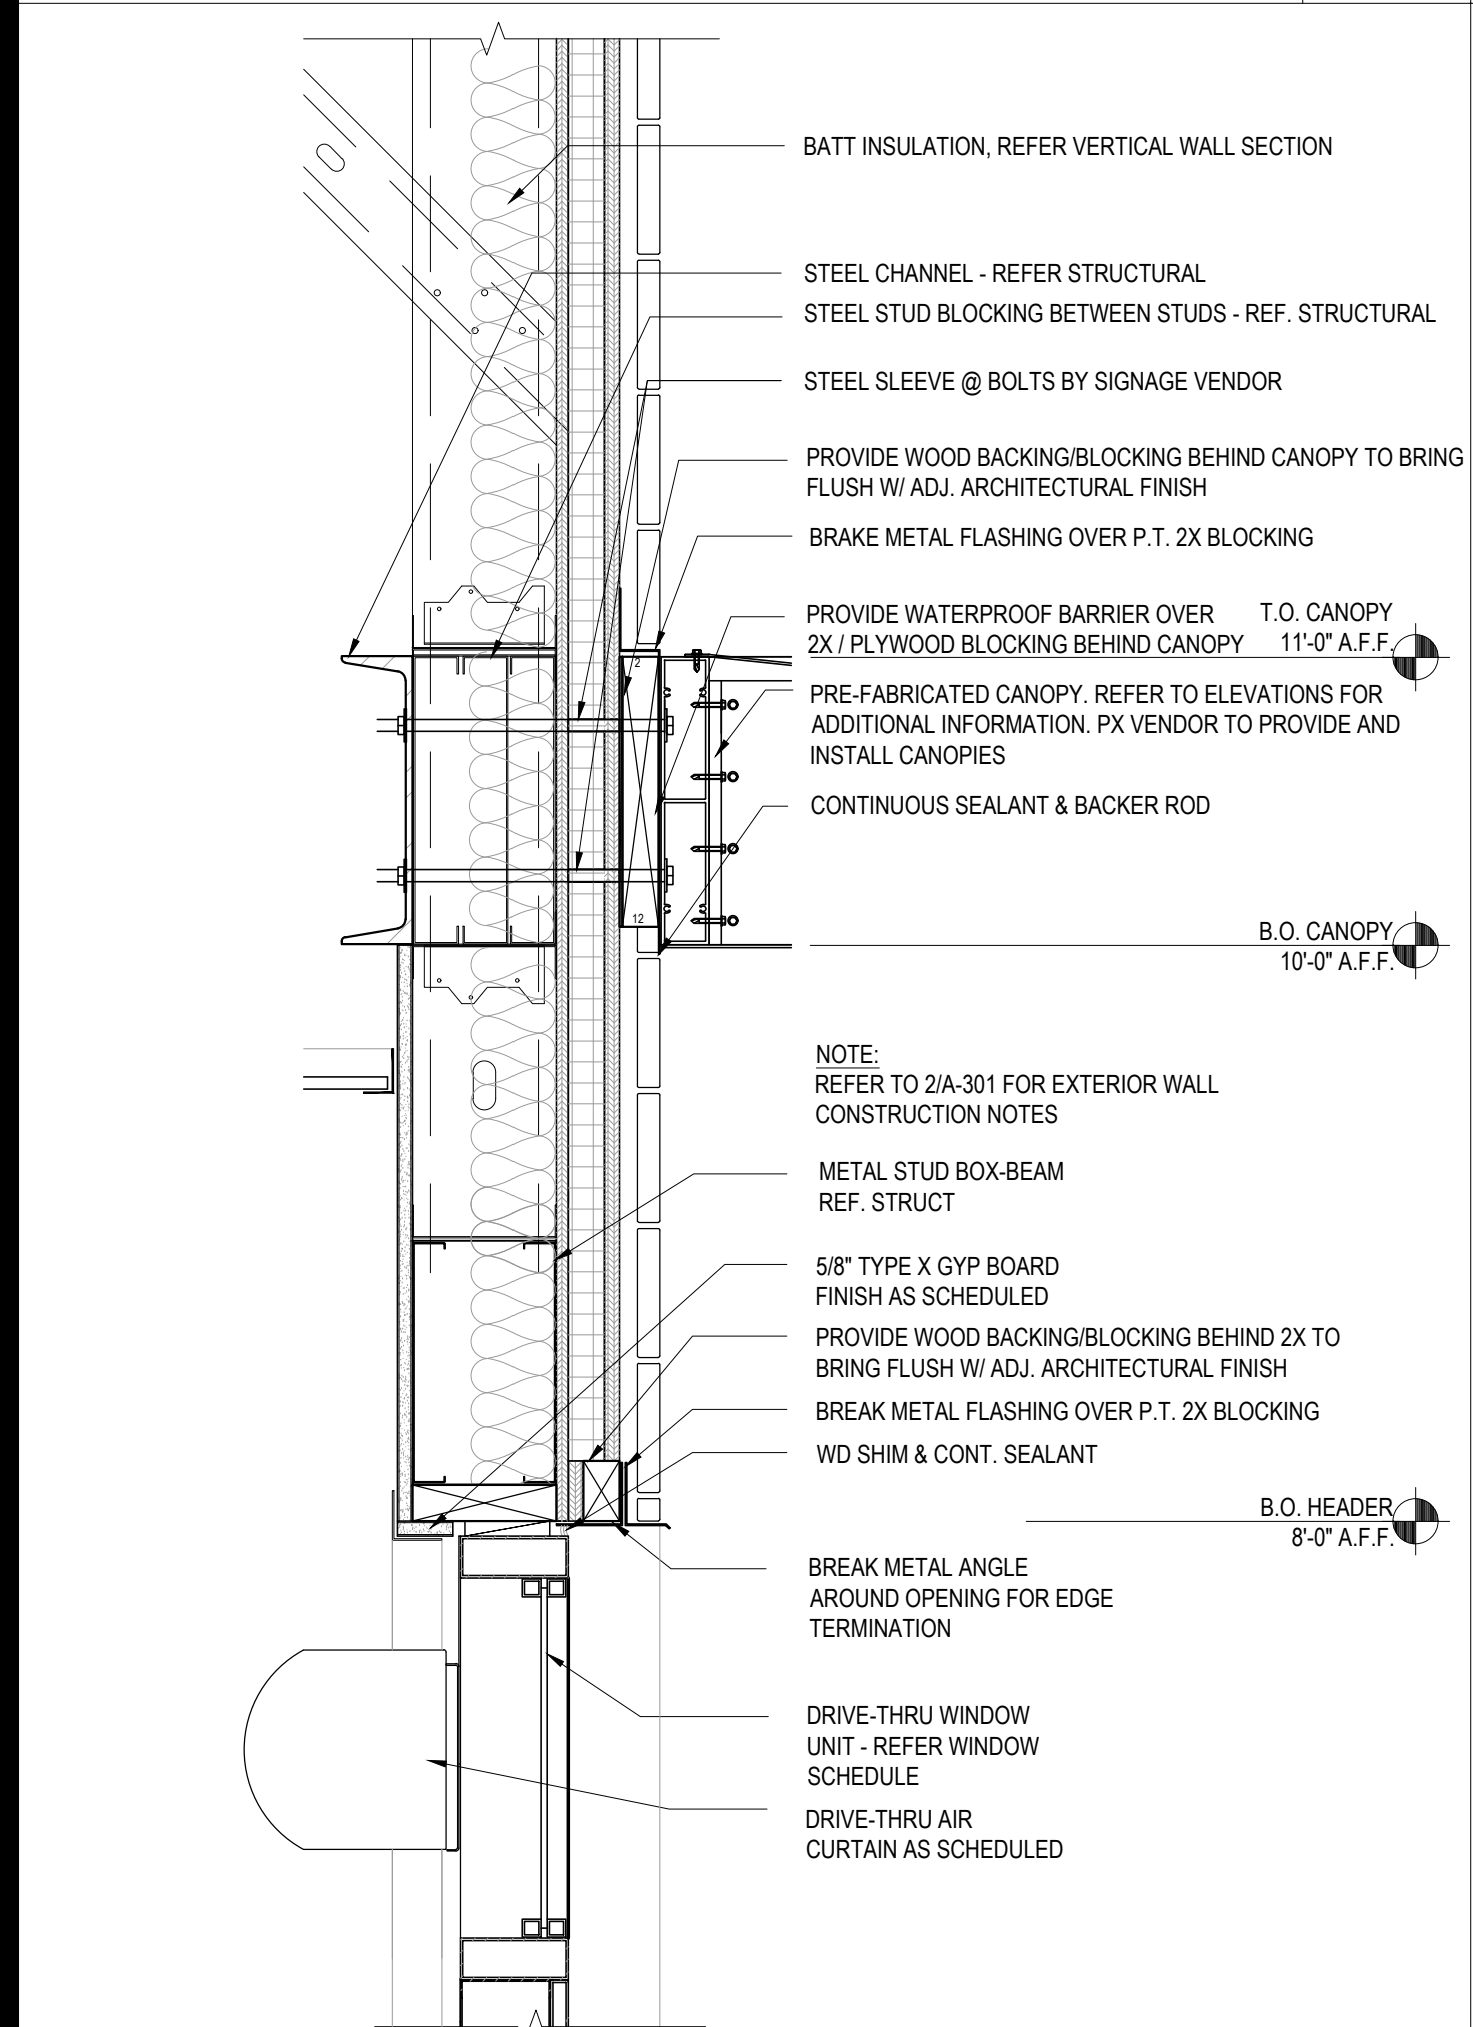 BATT INSULATION, REFER VERTICAL WALL SECTION
STEEL CHANNEL - REFER STRUCTURAL
STEEL STUD BLOCKING BETWEEN STUDS - REF. STRUCTURAL
STEEL SLEEVE @ BOLTS BY SIGNAGE VENDOR
PROVIDE WOOD BACKING/BLOCKING BEHIND CANOPY TO BRING
FLUSH W/ ADJ. ARCHITECTURAL FINISH
BRAKE METAL FLASHING OVER P.T. 2X BLOCKING
PROVIDE WATERPROOF BARRIER OVER
2X / PLYWOOD BLOCKING BEHIND CANOPY
T.O. CANOPY
11'-0" A.F.F.
2
PRE-FABRICATED CANOPY. REFER TO ELEVATIONS FOR
ADDITIONAL INFORMATION. PX VENDOR TO PROVIDE AND
INSTALL CANOPIES
CONTINUOUS SEALANT & BACKER ROD
12
B.O. CANOPY
10'-0" A.F.F.
NOTE:
REFER TO 2/A-301 FOR EXTERIOR WALL
CONSTRUCTION NOTES
METAL STUD BOX-BEAM
REF. STRUCT
5/8" TYPE X GYP BOARD
FINISH AS SCHEDULED
PROVIDE WOOD BACKING/BLOCKING BEHIND 2X TO
BRING FLUSH W/ ADJ. ARCHITECTURAL FINISH
BREAK METAL FLASHING OVER P.T. 2X BLOCKING
WD SHIM & CONT. SEALANT
B.O. HEADER
8'-0" A.F.F.
BREAK METAL ANGLE
AROUND OPENING FOR EDGE
TERMINATION
DRIVE-THRU WINDOW
UNIT - REFER WINDOW
SCHEDULE
DRIVE-THRU AIR
CURTAIN AS SCHEDULED